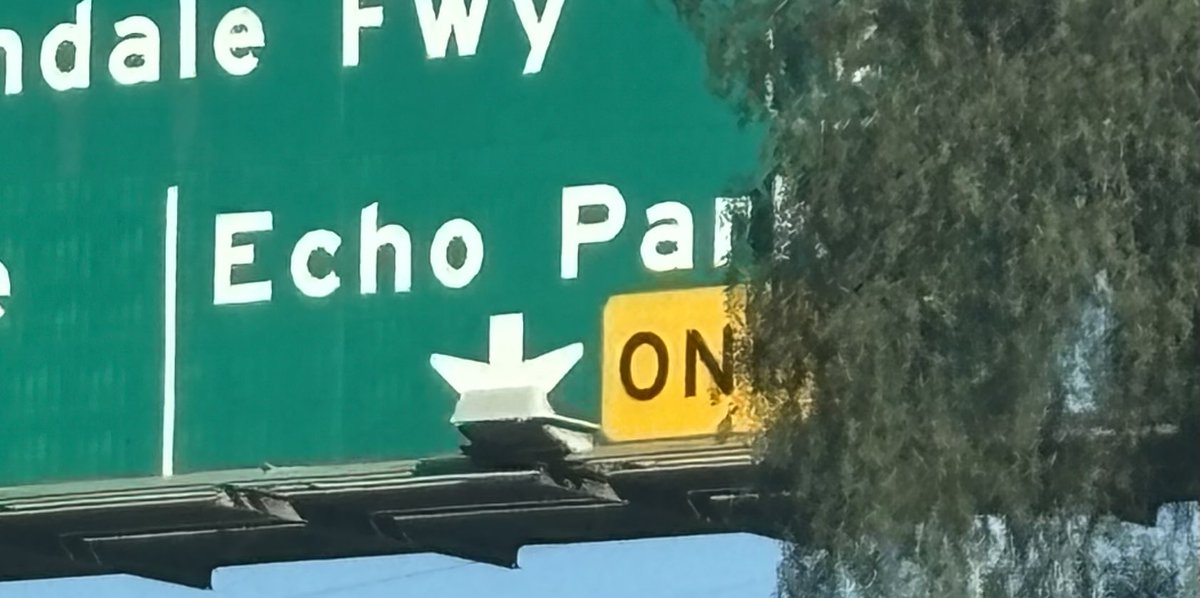 ndale Fwy
Echo Par
ON